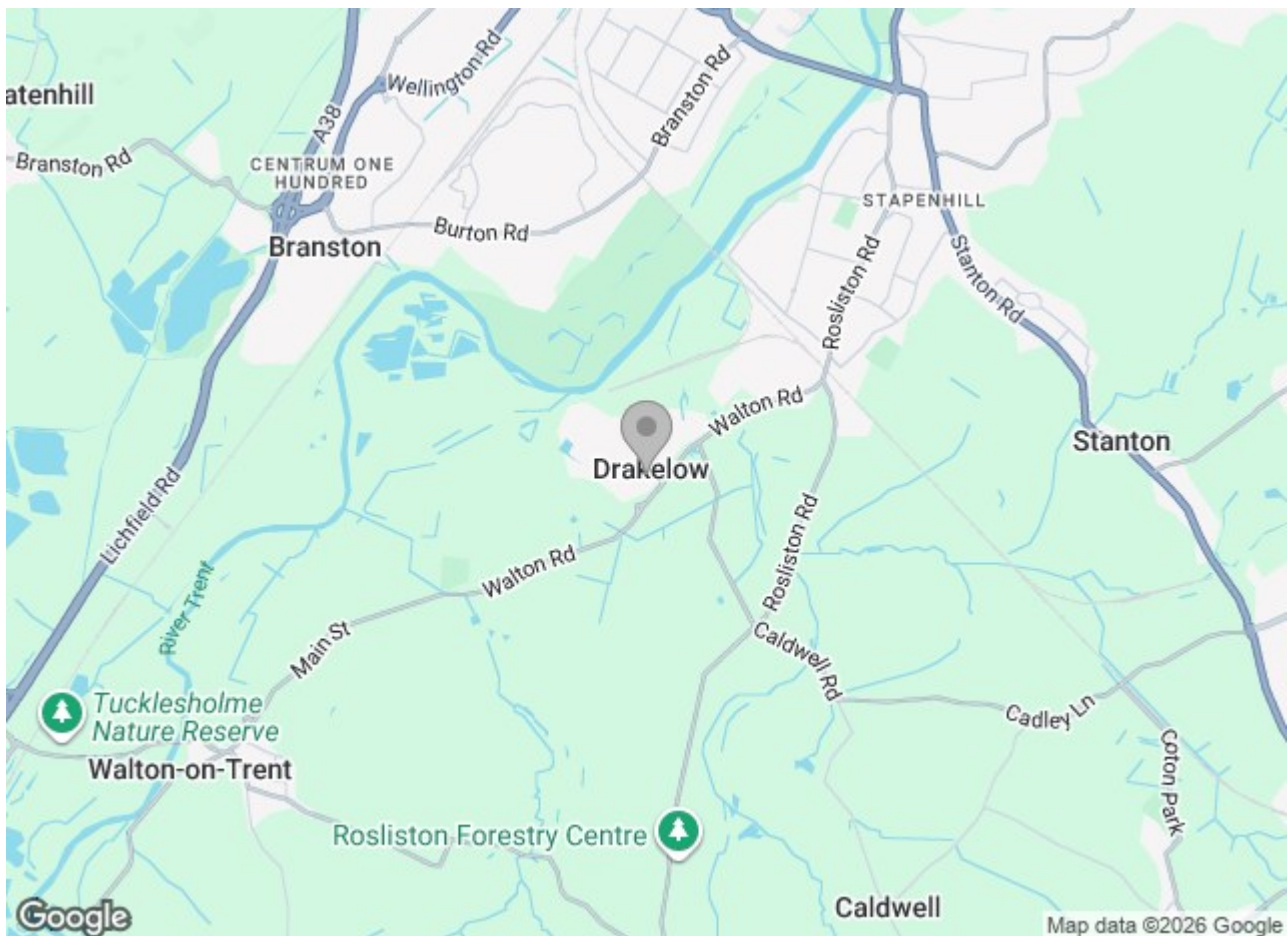 Wellington Rd
atenhill
A38
Branston Rd
Branston Rd
CENTRUM ONE
HUNDRED
STAPENHILL
Burton Rd
Branston
Stanton Rd
Rosliston Rd
Walton Rd
Stanton
Drakelow
Lichfield Rd
Rosliston Rd
Walton Rd
River Trent
Main St
Caldwell Rd
Tucklesholme
Nature Reserve
Cadley Ln
Walton-on-Trent
Coton Park
Rosliston Forestry Centre
Caldwell
Google
Map data ©2026 Google